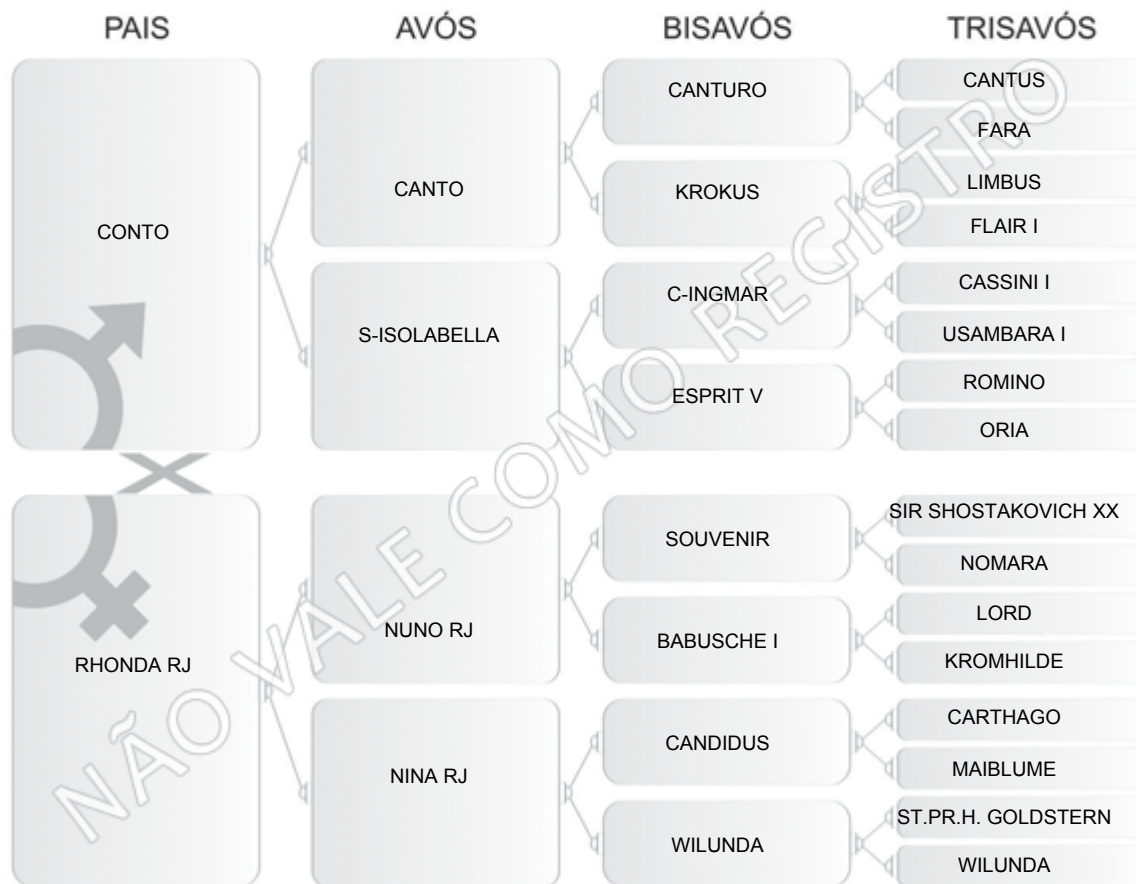 PAIS AVÓS BISAVÓS TRISAVÓS
CONTO
CANTO
S-ISOLABELLA
CANTURO
KROKUS
C-INGMAR
ESPRIT V
CANTUS
FARA
LIMBUS
FLAIR I
CASSINI I
USAMBARA I
ROMINO
ORIA
RHONDA RJ
NUNO RJ
NINA RJ
SOUVENIR
BABUSCHE I
CANDIDUS
WILUNDA
SIR SHOSTAKOVICH XX
NOMARA
LORD
KROMHILDE
CARTHAGO
MAIBLUME
ST.PR.H. GOLDSTERN
WILUNDA
NÃO VALE COMO REGISTRO